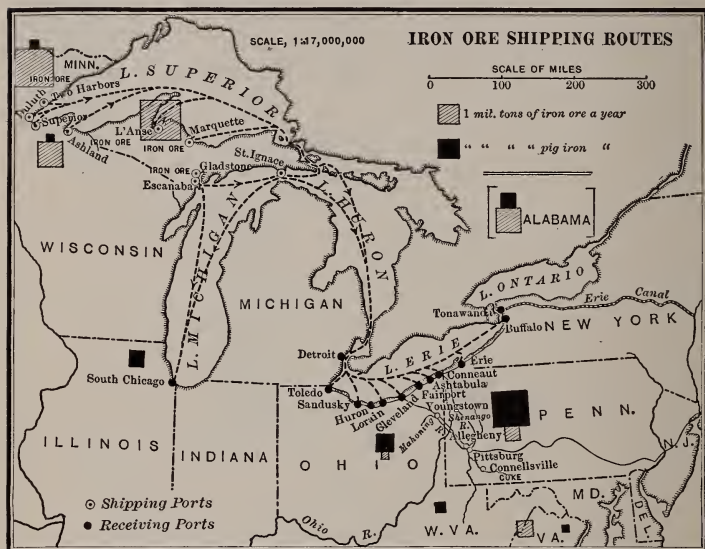 SCALE, 1:17,000,000
IRON ORE SHIPPING ROUTES
SCALE OF MILES
0 100 200 300
1 mil. tons of iron ore a year
" " " " pig iron "
[ALABAMA]
MINN.
IRON ORE
Two Harbors
Duluth
Superior
Ashland
L. SUPERIOR
L'Anse
IRON ORE
Marquette
IRON ORE
Gladstone
Escanaba
St. Ignace
L. HURON
L. MICHIGAN
WISCONSIN
MICHIGAN
L. ONTARIO
Tonawanda
Erie Canal
Buffalo
NEW YORK
Detroit
L. ERIE
Erie
Conneaut
Ashtabula
Fairport
Cleveland
Lorain
Huron
Sandusky
Toledo
South Chicago
Youngstown
Shenango R.
Mahoning R.
Allegheny
Pittsburg
Connellsville
COKE
PENN.
N.J.
ILLINOIS
INDIANA
OHIO
Ohio R.
W. VA.
VA.
MD.
DEL.
Shipping Ports
Receiving Ports